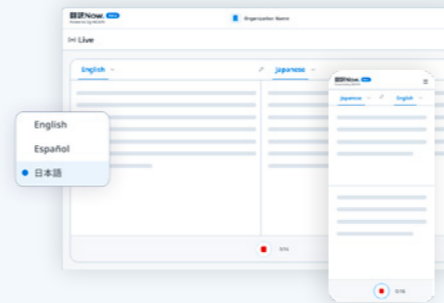 翻訳Now.
Organization Name
Live
English
Japanese
English
Español
日本語
翻訳Now.
Japanese
English